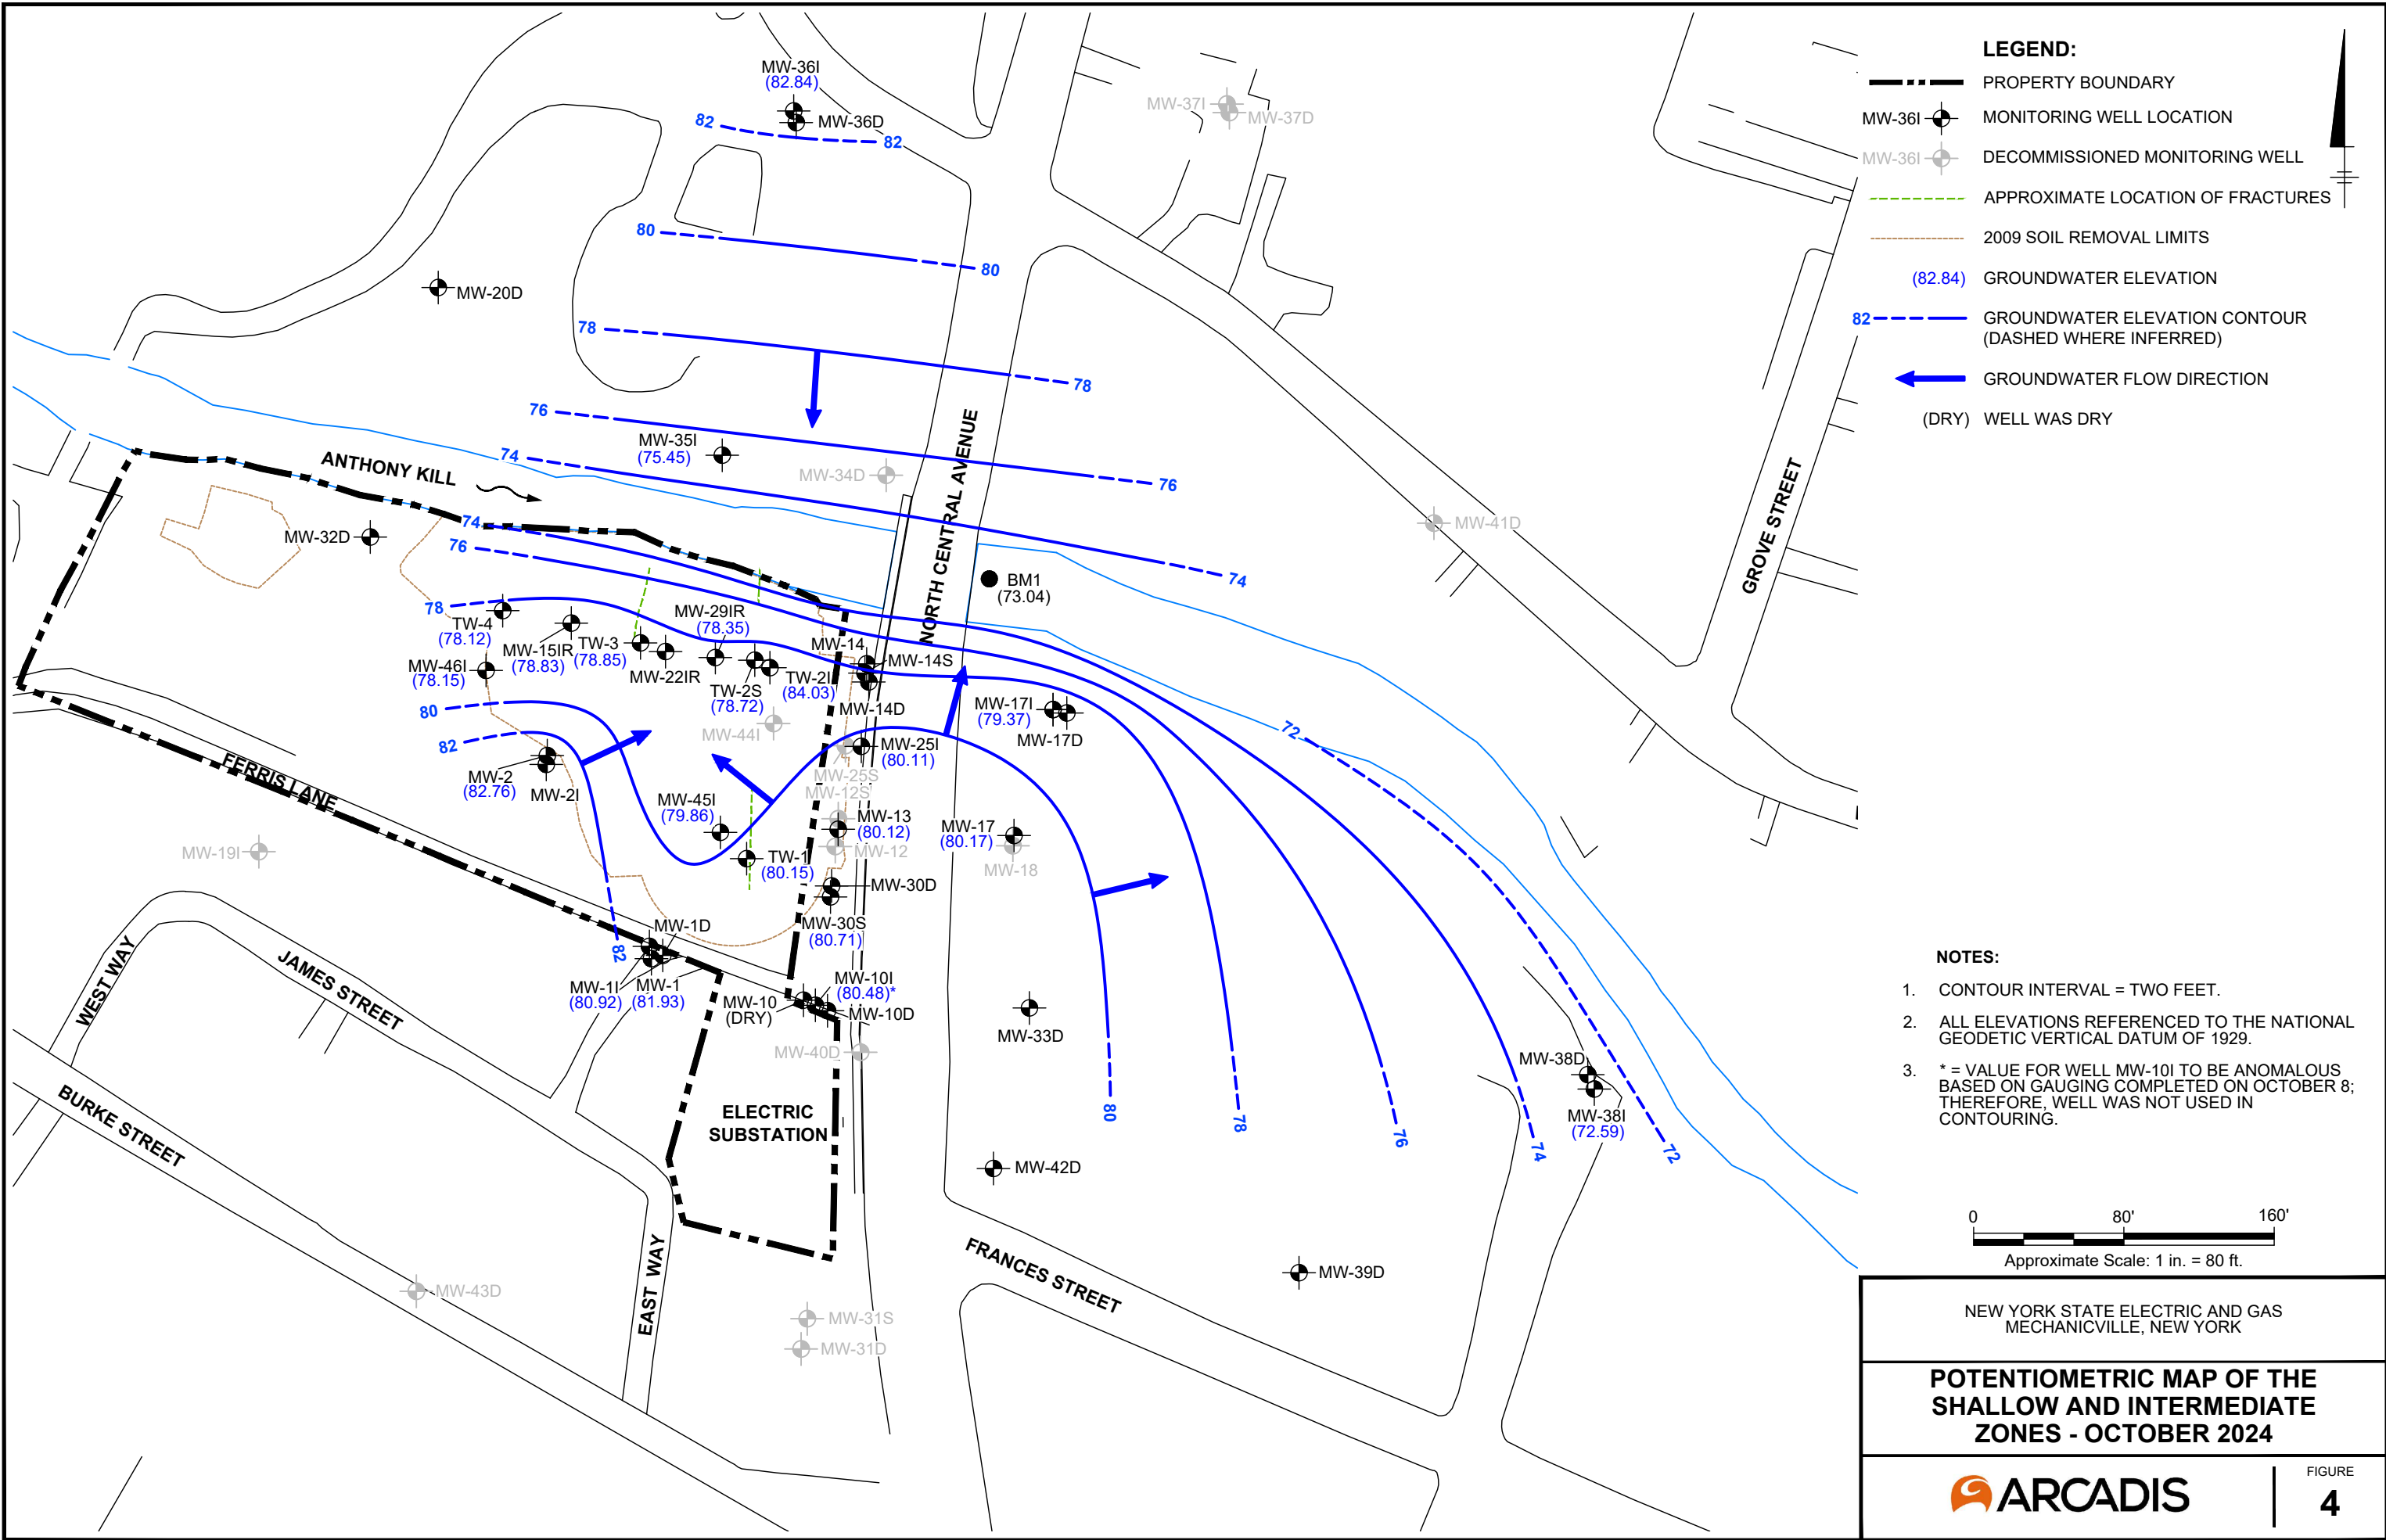 MW-36I
(82.84)
MW-36D
82
82
MW-37I
MW-37D
80
80
MW-20D
78
78
76
76
MW-35I
(75.45)
MW-34D
74
74
ANTHONY KILL
NORTH CENTRAL AVENUE
MW-41D
GROVE STREET
74
76
MW-32D
BM1
(73.04)
78
TW-4
(78.12)
MW-15IR
(78.83)
TW-3
(78.85)
MW-29IR
(78.35)
MW-22IR
MW-14
MW-14S
MW-46I
(78.15)
TW-2S
(78.72)
TW-2I
(84.03)
MW-14D
MW-17I
(79.37)
MW-17D
80
82
MW-44I
72
MW-25I
(80.11)
MW-25S
MW-2
(82.76)
MW-2I
FERRIS LANE
MW-12S
MW-45I
(79.86)
MW-13
(80.12)
MW-12
MW-17
(80.17)
MW-18
MW-19I
TW-1
(80.15)
MW-30D
MW-30S
(80.71)
MW-1D
82
MW-1I
(80.92)
MW-1
(81.93)
MW-10I
(80.48)*
MW-10
(DRY)
MW-10D
WEST WAY
JAMES STREET
MW-33D
MW-40D
MW-38D
MW-38I
(72.59)
80
78
76
74
72
BURKE STREET
ELECTRIC
SUBSTATION
MW-42D
EAST WAY
FRANCES STREET
MW-39D
MW-43D
MW-31S
MW-31D
LEGEND:
PROPERTY BOUNDARY
MW-36I
MONITORING WELL LOCATION
MW-36I
DECOMMISSIONED MONITORING WELL
APPROXIMATE LOCATION OF FRACTURES
2009 SOIL REMOVAL LIMITS
(82.84)
GROUNDWATER ELEVATION
82
GROUNDWATER ELEVATION CONTOUR
(DASHED WHERE INFERRED)
GROUNDWATER FLOW DIRECTION
(DRY)
WELL WAS DRY
NOTES:
1. CONTOUR INTERVAL = TWO FEET.
2. ALL ELEVATIONS REFERENCED TO THE NATIONAL
GEODETIC VERTICAL DATUM OF 1929.
3. * = VALUE FOR WELL MW-10I TO BE ANOMALOUS
BASED ON GAUGING COMPLETED ON OCTOBER 8;
THEREFORE, WELL WAS NOT USED IN
CONTOURING.
0 80' 160'
Approximate Scale: 1 in. = 80 ft.
NEW YORK STATE ELECTRIC AND GAS
MECHANICVILLE, NEW YORK
POTENTIOMETRIC MAP OF THE
SHALLOW AND INTERMEDIATE
ZONES - OCTOBER 2024
ARCADIS
FIGURE
4